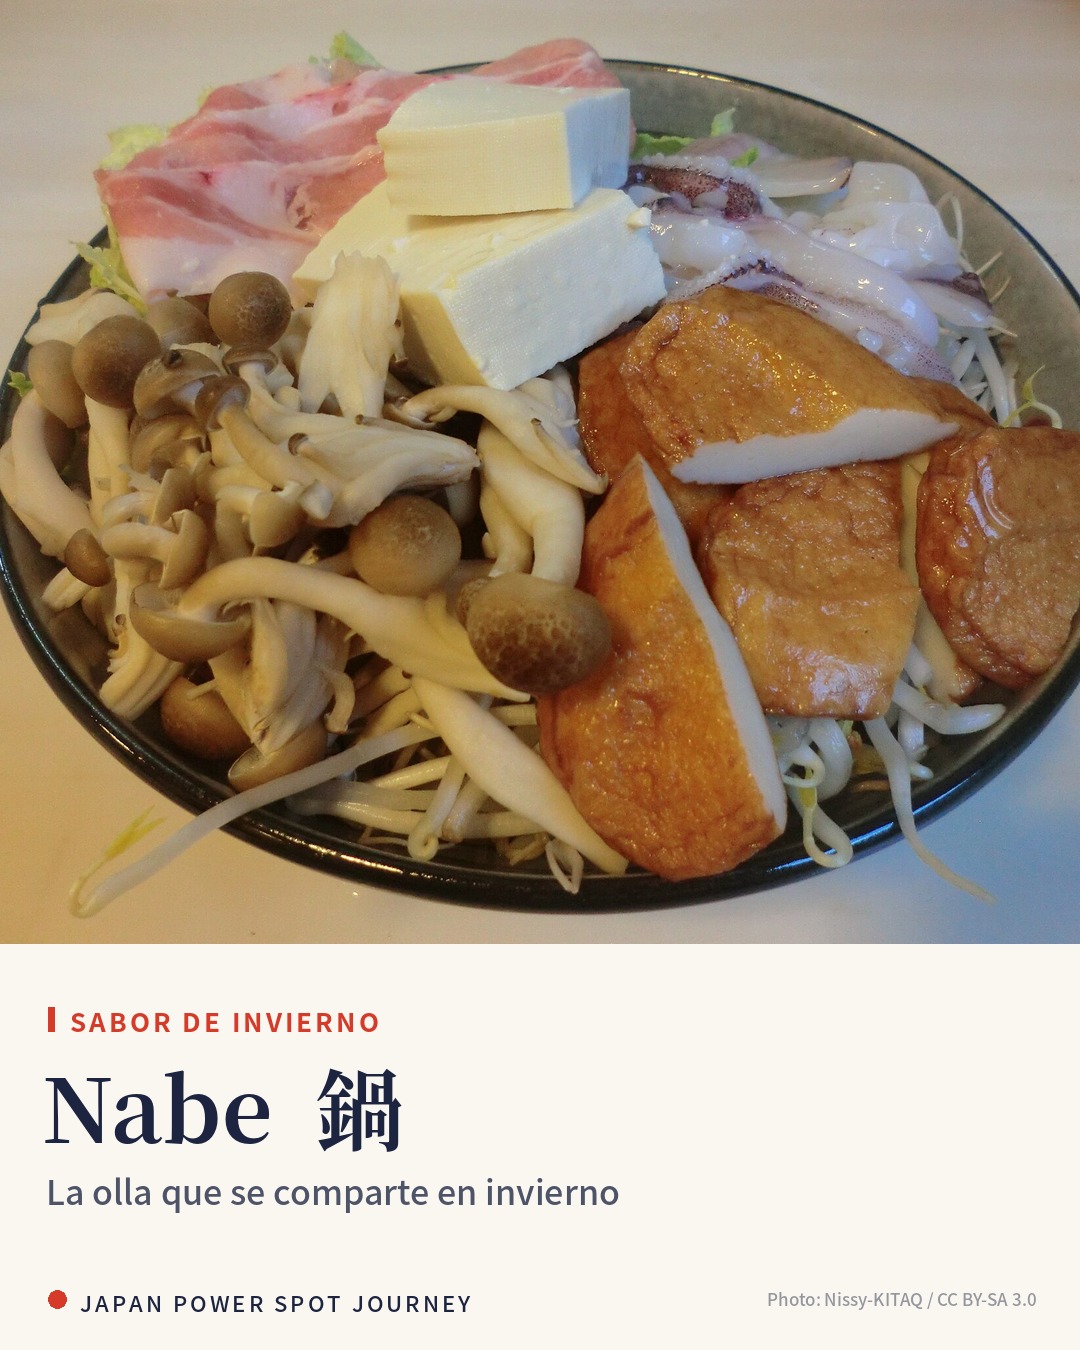 SABOR DE INVIERNO
Nabe 鍋
La olla que se comparte en invierno
JAPAN POWER SPOT JOURNEY
Photo: Nissy-KITAQ / CC BY-SA 3.0